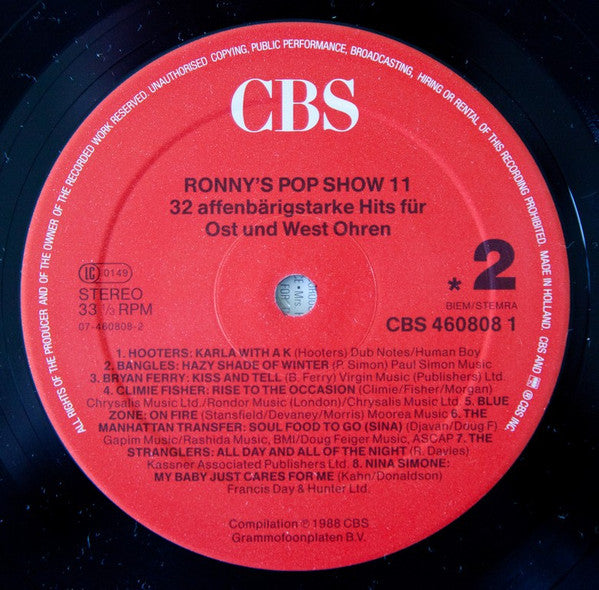 CBS
RONNY'S POP SHOW 11
32 affenbärigstarke Hits für
Ost und West Ohren
LC 0149
STEREO
33 1/3 RPM
07-460808-2
*2
BIEM/STEMRA
CBS 460808 1
1. HOOTERS: KARLA WITH A K (Hooters) Dub Notes/Human Boy
2. BANGLES: HAZY SHADE OF WINTER (P. Simon) Paul Simon Music
3. BRYAN FERRY: KISS AND TELL (B. Ferry) Virgin Music (Publishers) Ltd.
4. CLIMIE FISHER: RISE TO THE OCCASION (Climie/Fisher/Morgan)
Chrysalis Music Ltd./Rondor Music (London)/Chrysalis Music Ltd. 5. BLUE
ZONE: ON FIRE (Stansfield/Devaney/Morris) Moorea Music 6. THE
MANHATTAN TRANSFER: SOUL FOOD TO GO (SINA) (Djavan/Doug F)
Gapim Music/Rashida Music, BMI/Doug Feiger Music, ASCAP 7. THE
STRANGLERS: ALL DAY AND ALL OF THE NIGHT (R. Davies)
Kassner Associated Publishers Ltd. 8. NINA SIMONE:
MY BABY JUST CARES FOR ME (Kahn/Donaldson)
Francis Day & Hunter Ltd.
Compilation ℗ 1988 CBS
Grammofoonplaten B.V.
ALL RIGHTS OF THE PRODUCER AND OF THE OWNER OF THE RECORDED WORK RESERVED. UNAUTHORISED COPYING, PUBLIC PERFORMANCE, BROADCASTING, HIRING OR RENTAL OF THIS RECORDING PROHIBITED. MADE IN HOLLAND. CBS AND ® CBS INC.